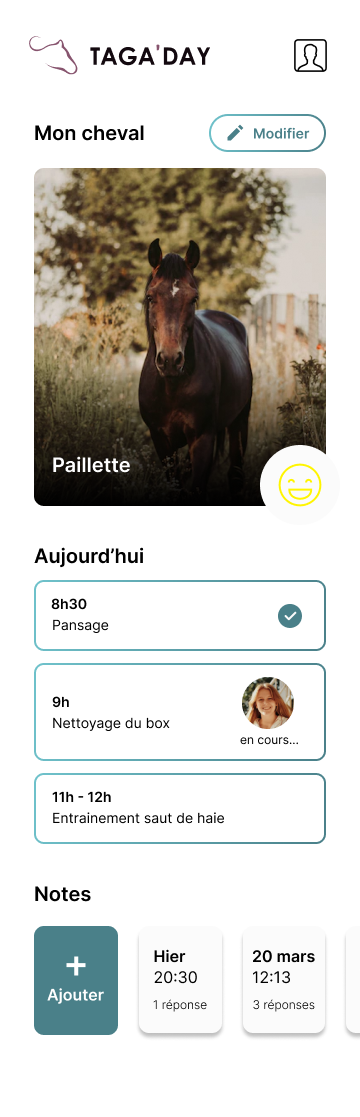 TAGA'DAY
Mon cheval
Modifier
Paillette
Aujourd'hui
8h30
Pansage
9h
Nettoyage du box
en cours...
11h - 12h
Entrainement saut de haie
Notes
+
Ajouter
Hier
20:30
1 réponse
20 mars
12:13
3 réponses